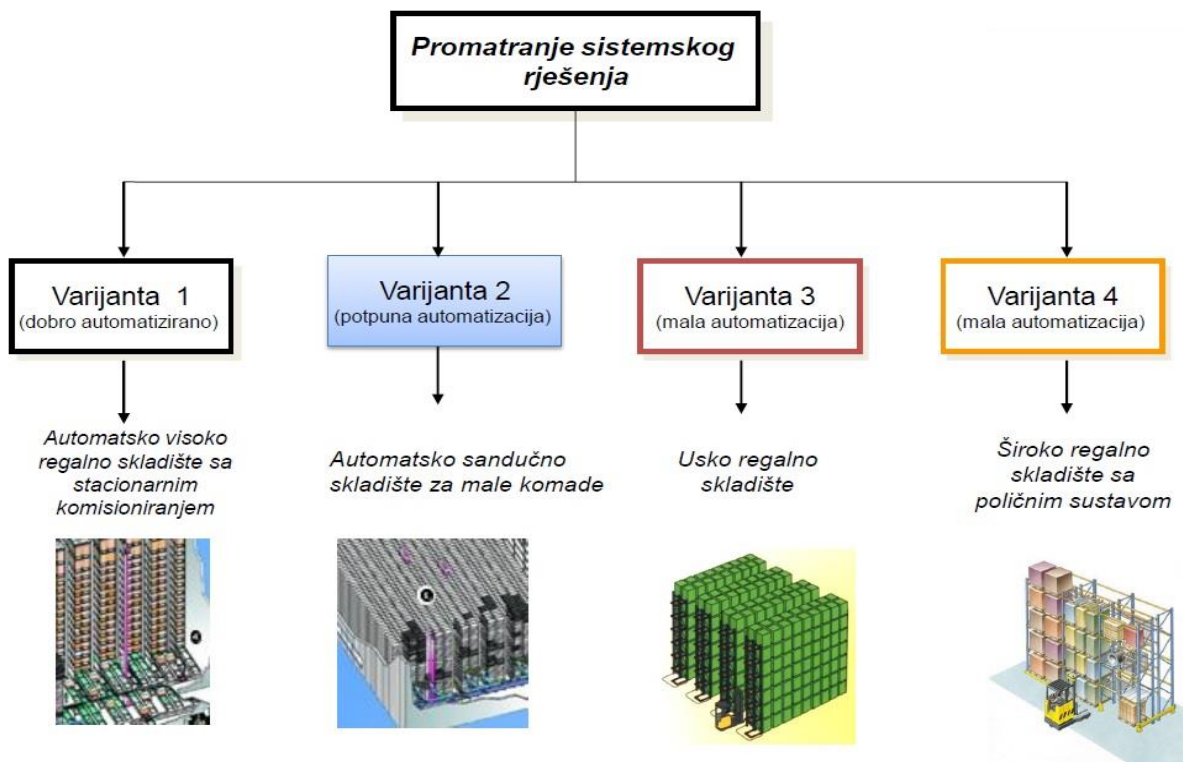 Promatranje sistemskog
rješenja
Varijanta 1
(dobro automatizirano)
Varijanta 2
(potpuna automatizacija)
Varijanta 3
(mala automatizacija)
Varijanta 4
(mala automatizacija)
Automatsko visoko
regalno skladište sa
stacionarnim
komisioniranjem
Automatsko sandučno
skladište za male komade
Usko regalno
skladište
Široko regalno
skladište sa
poličnim sustavom